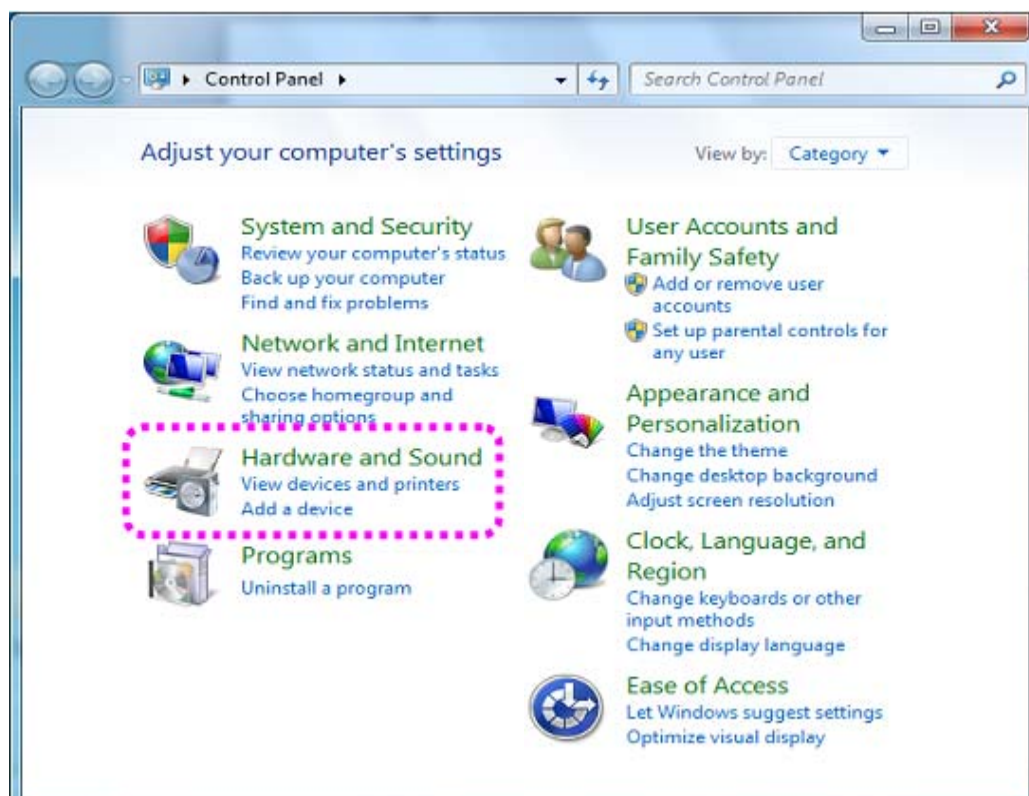 Control Panel
Search Control Panel
Adjust your computer's settings
View by: Category
System and Security
Review your computer's status
Back up your computer
Find and fix problems
Network and Internet
View network status and tasks
Choose homegroup and
sharing options
Hardware and Sound
View devices and printers
Add a device
Programs
Uninstall a program
User Accounts and
Family Safety
Add or remove user
accounts
Set up parental controls for
any user
Appearance and
Personalization
Change the theme
Change desktop background
Adjust screen resolution
Clock, Language, and
Region
Change keyboards or other
input methods
Change display language
Ease of Access
Let Windows suggest settings
Optimize visual display